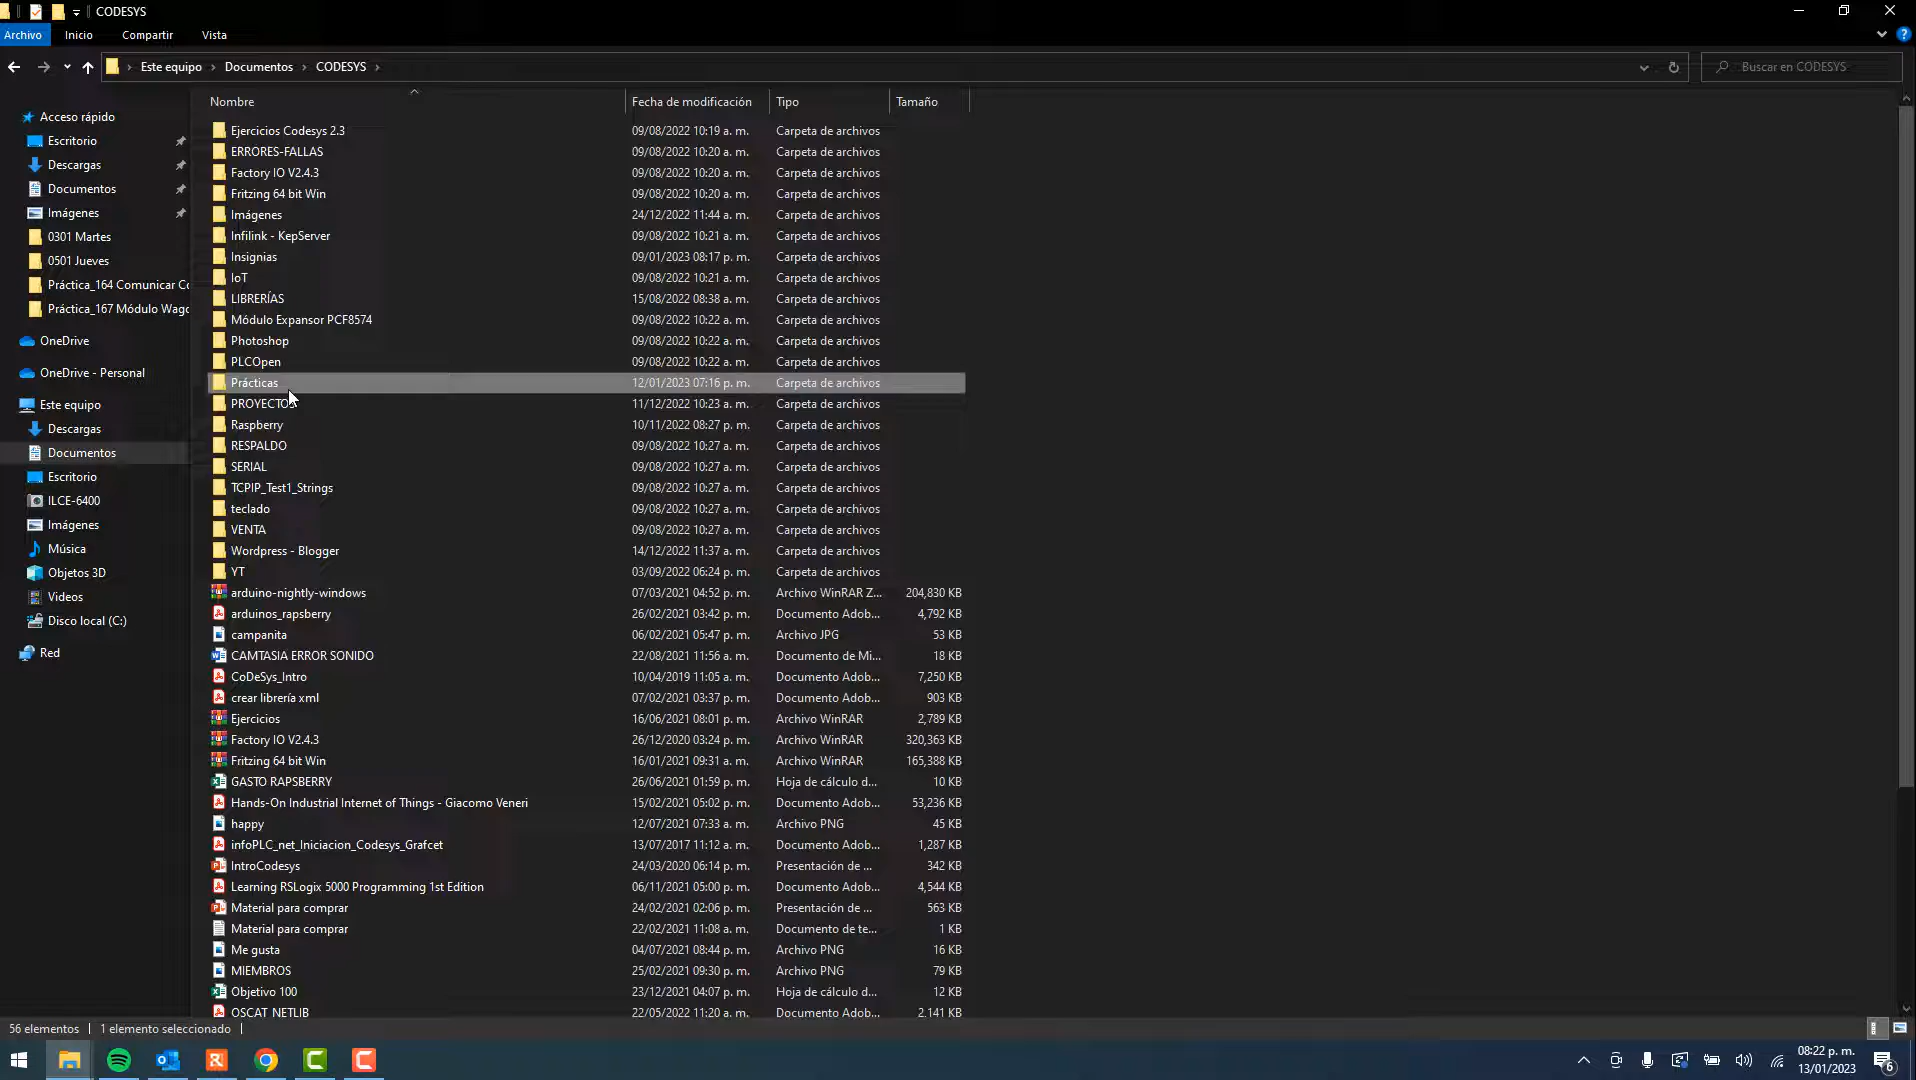 CODESYS
Archivo Inicio Compartir Vista
Este equipo › Documentos › CODESYS ›
Buscar en CODESYS
Nombre Fecha de modificación Tipo Tamaño
Acceso rápido
Escritorio
Descargas
Documentos
Imágenes
0301 Martes
0501 Jueves
Práctica_164 Comunicar Co
Práctica_167 Módulo Wago
OneDrive
OneDrive - Personal
Este equipo
Descargas
Documentos
Escritorio
ILCE-6400
Imágenes
Música
Objetos 3D
Videos
Disco local (C:)
Red
Ejercicios Codesys 2.3 09/08/2022 10:19 a. m. Carpeta de archivos
ERRORES-FALLAS 09/08/2022 10:20 a. m. Carpeta de archivos
Factory IO V2.4.3 09/08/2022 10:20 a. m. Carpeta de archivos
Fritzing 64 bit Win 09/08/2022 10:20 a. m. Carpeta de archivos
Imágenes 24/12/2022 11:44 a. m. Carpeta de archivos
Infilink - KepServer 09/08/2022 10:21 a. m. Carpeta de archivos
Insignias 09/01/2023 08:17 p. m. Carpeta de archivos
IoT 09/08/2022 10:21 a. m. Carpeta de archivos
LIBRERÍAS 15/08/2022 08:38 a. m. Carpeta de archivos
Módulo Expansor PCF8574 09/08/2022 10:22 a. m. Carpeta de archivos
Photoshop 09/08/2022 10:22 a. m. Carpeta de archivos
PLCOpen 09/08/2022 10:22 a. m. Carpeta de archivos
Prácticas 12/01/2023 07:16 p. m. Carpeta de archivos
PROYECTOS 11/12/2022 10:23 a. m. Carpeta de archivos
Raspberry 10/11/2022 08:27 p. m. Carpeta de archivos
RESPALDO 09/08/2022 10:27 a. m. Carpeta de archivos
SERIAL 09/08/2022 10:27 a. m. Carpeta de archivos
TCPIP_Test1_Strings 09/08/2022 10:27 a. m. Carpeta de archivos
teclado 09/08/2022 10:27 a. m. Carpeta de archivos
VENTA 09/08/2022 10:27 a. m. Carpeta de archivos
Wordpress - Blogger 14/12/2022 11:37 a. m. Carpeta de archivos
YT 03/09/2022 06:24 p. m. Carpeta de archivos
arduino-nightly-windows 07/03/2021 04:52 p. m. Archivo WinRAR Z... 204,830 KB
arduinos_rapsberry 26/02/2021 03:42 p. m. Documento Adob... 4,792 KB
campanita 06/02/2021 05:47 p. m. Archivo JPG 53 KB
CAMTASIA ERROR SONIDO 22/08/2021 11:56 a. m. Documento de Mi... 18 KB
CoDeSys_Intro 10/04/2019 11:05 a. m. Documento Adob... 7,250 KB
crear librería xml 07/02/2021 03:37 p. m. Documento Adob... 903 KB
Ejercicios 16/06/2021 08:01 p. m. Archivo WinRAR 2,789 KB
Factory IO V2.4.3 26/12/2020 03:24 p. m. Archivo WinRAR 320,363 KB
Fritzing 64 bit Win 16/01/2021 09:31 a. m. Archivo WinRAR 165,388 KB
GASTO RAPSBERRY 26/06/2021 01:59 p. m. Hoja de cálculo d... 10 KB
Hands-On Industrial Internet of Things - Giacomo Veneri 15/02/2021 05:02 p. m. Documento Adob... 53,236 KB
happy 12/07/2021 07:33 a. m. Archivo PNG 45 KB
infoPLC_net_Iniciacion_Codesys_Grafcet 13/07/2017 11:12 a. m. Documento Adob... 1,287 KB
IntroCodesys 24/03/2020 06:14 p. m. Presentación de ... 342 KB
Learning RSLogix 5000 Programming 1st Edition 06/11/2021 05:00 p. m. Documento Adob... 4,544 KB
Material para comprar 24/02/2021 02:06 p. m. Presentación de ... 563 KB
Material para comprar 22/02/2021 11:08 a. m. Documento de te... 1 KB
Me gusta 04/07/2021 08:44 p. m. Archivo PNG 16 KB
MIEMBROS 25/02/2021 09:30 p. m. Archivo PNG 79 KB
Objetivo 100 23/12/2021 04:07 p. m. Hoja de cálculo d... 12 KB
OSCAT NETLIB 22/05/2022 11:20 a. m. Documento Adob... 2,141 KB
56 elementos 1 elemento seleccionado
08:22 p. m.
13/01/2023
6